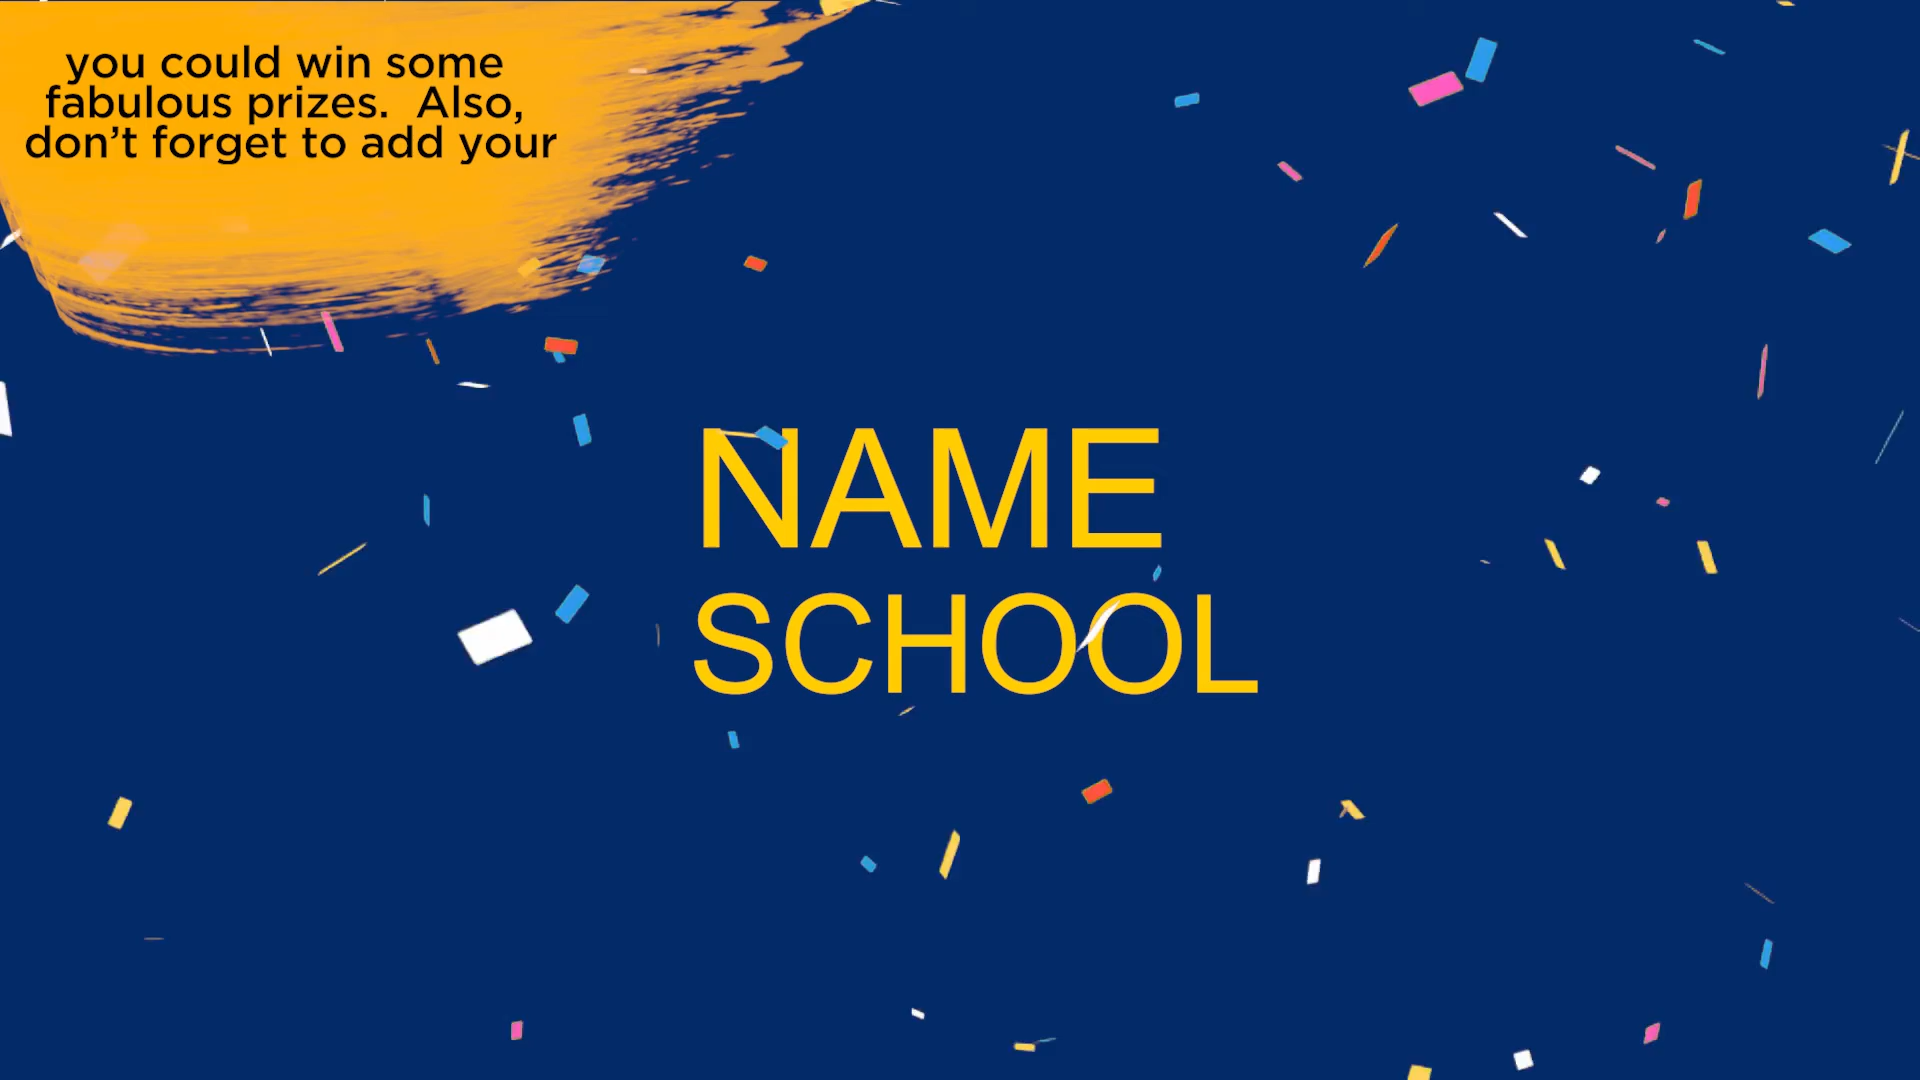 you could win some
fabulous prizes.  Also,
don’t forget to add your
NAME
SCHOOL